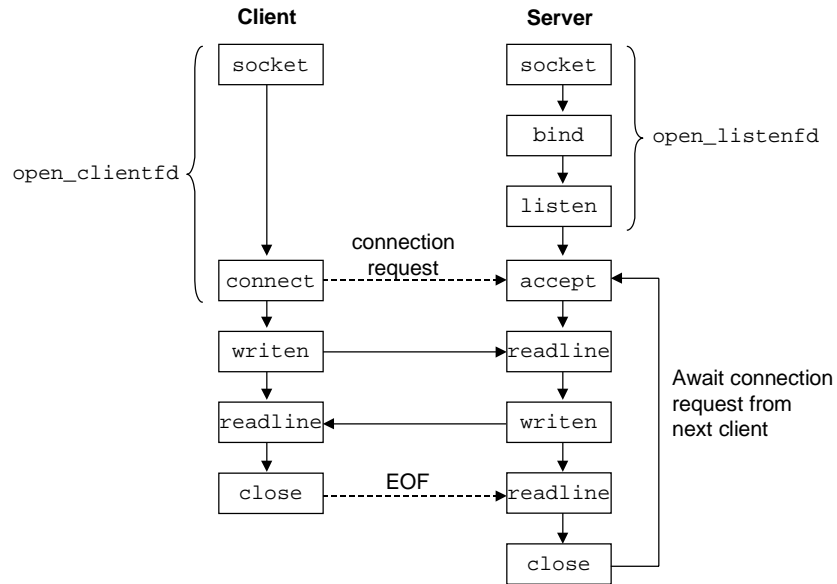 Client
Server
socket
socket
bind
open_listenfd
open_clientfd
listen
connection
request
connect
accept
writen
readline
Await connection
request from
next client
readline
writen
close
EOF
readline
close